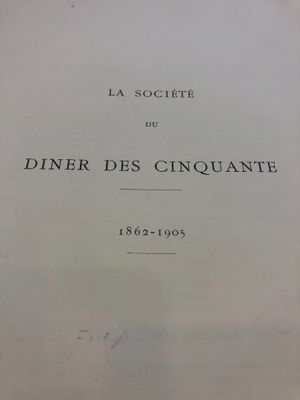 LA SOCIÉTÉ
DU
DINER DES CINQUANTE
1862-1905